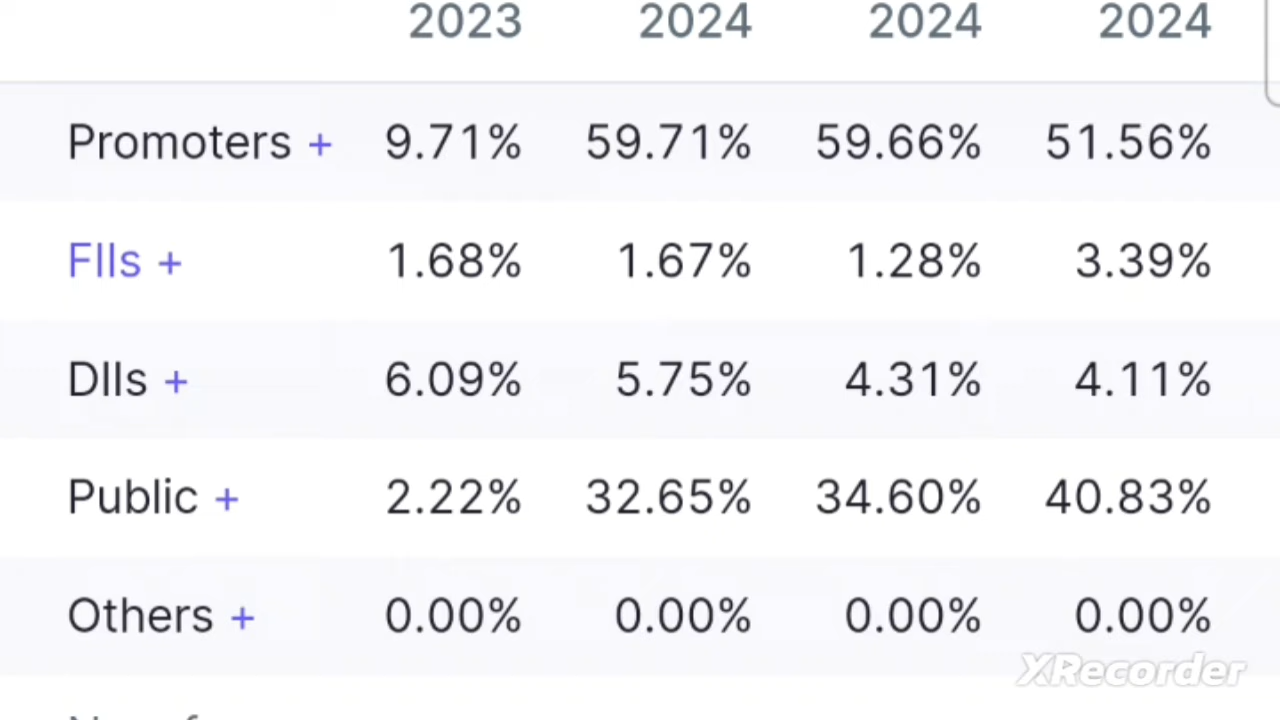 2023 2024 2024 2024
Promoters + 9.71% 59.71% 59.66% 51.56%
FIIs + 1.68% 1.67% 1.28% 3.39%
DIIs + 6.09% 5.75% 4.31% 4.11%
Public + 2.22% 32.65% 34.60% 40.83%
Others + 0.00% 0.00% 0.00% 0.00%
XRecorder